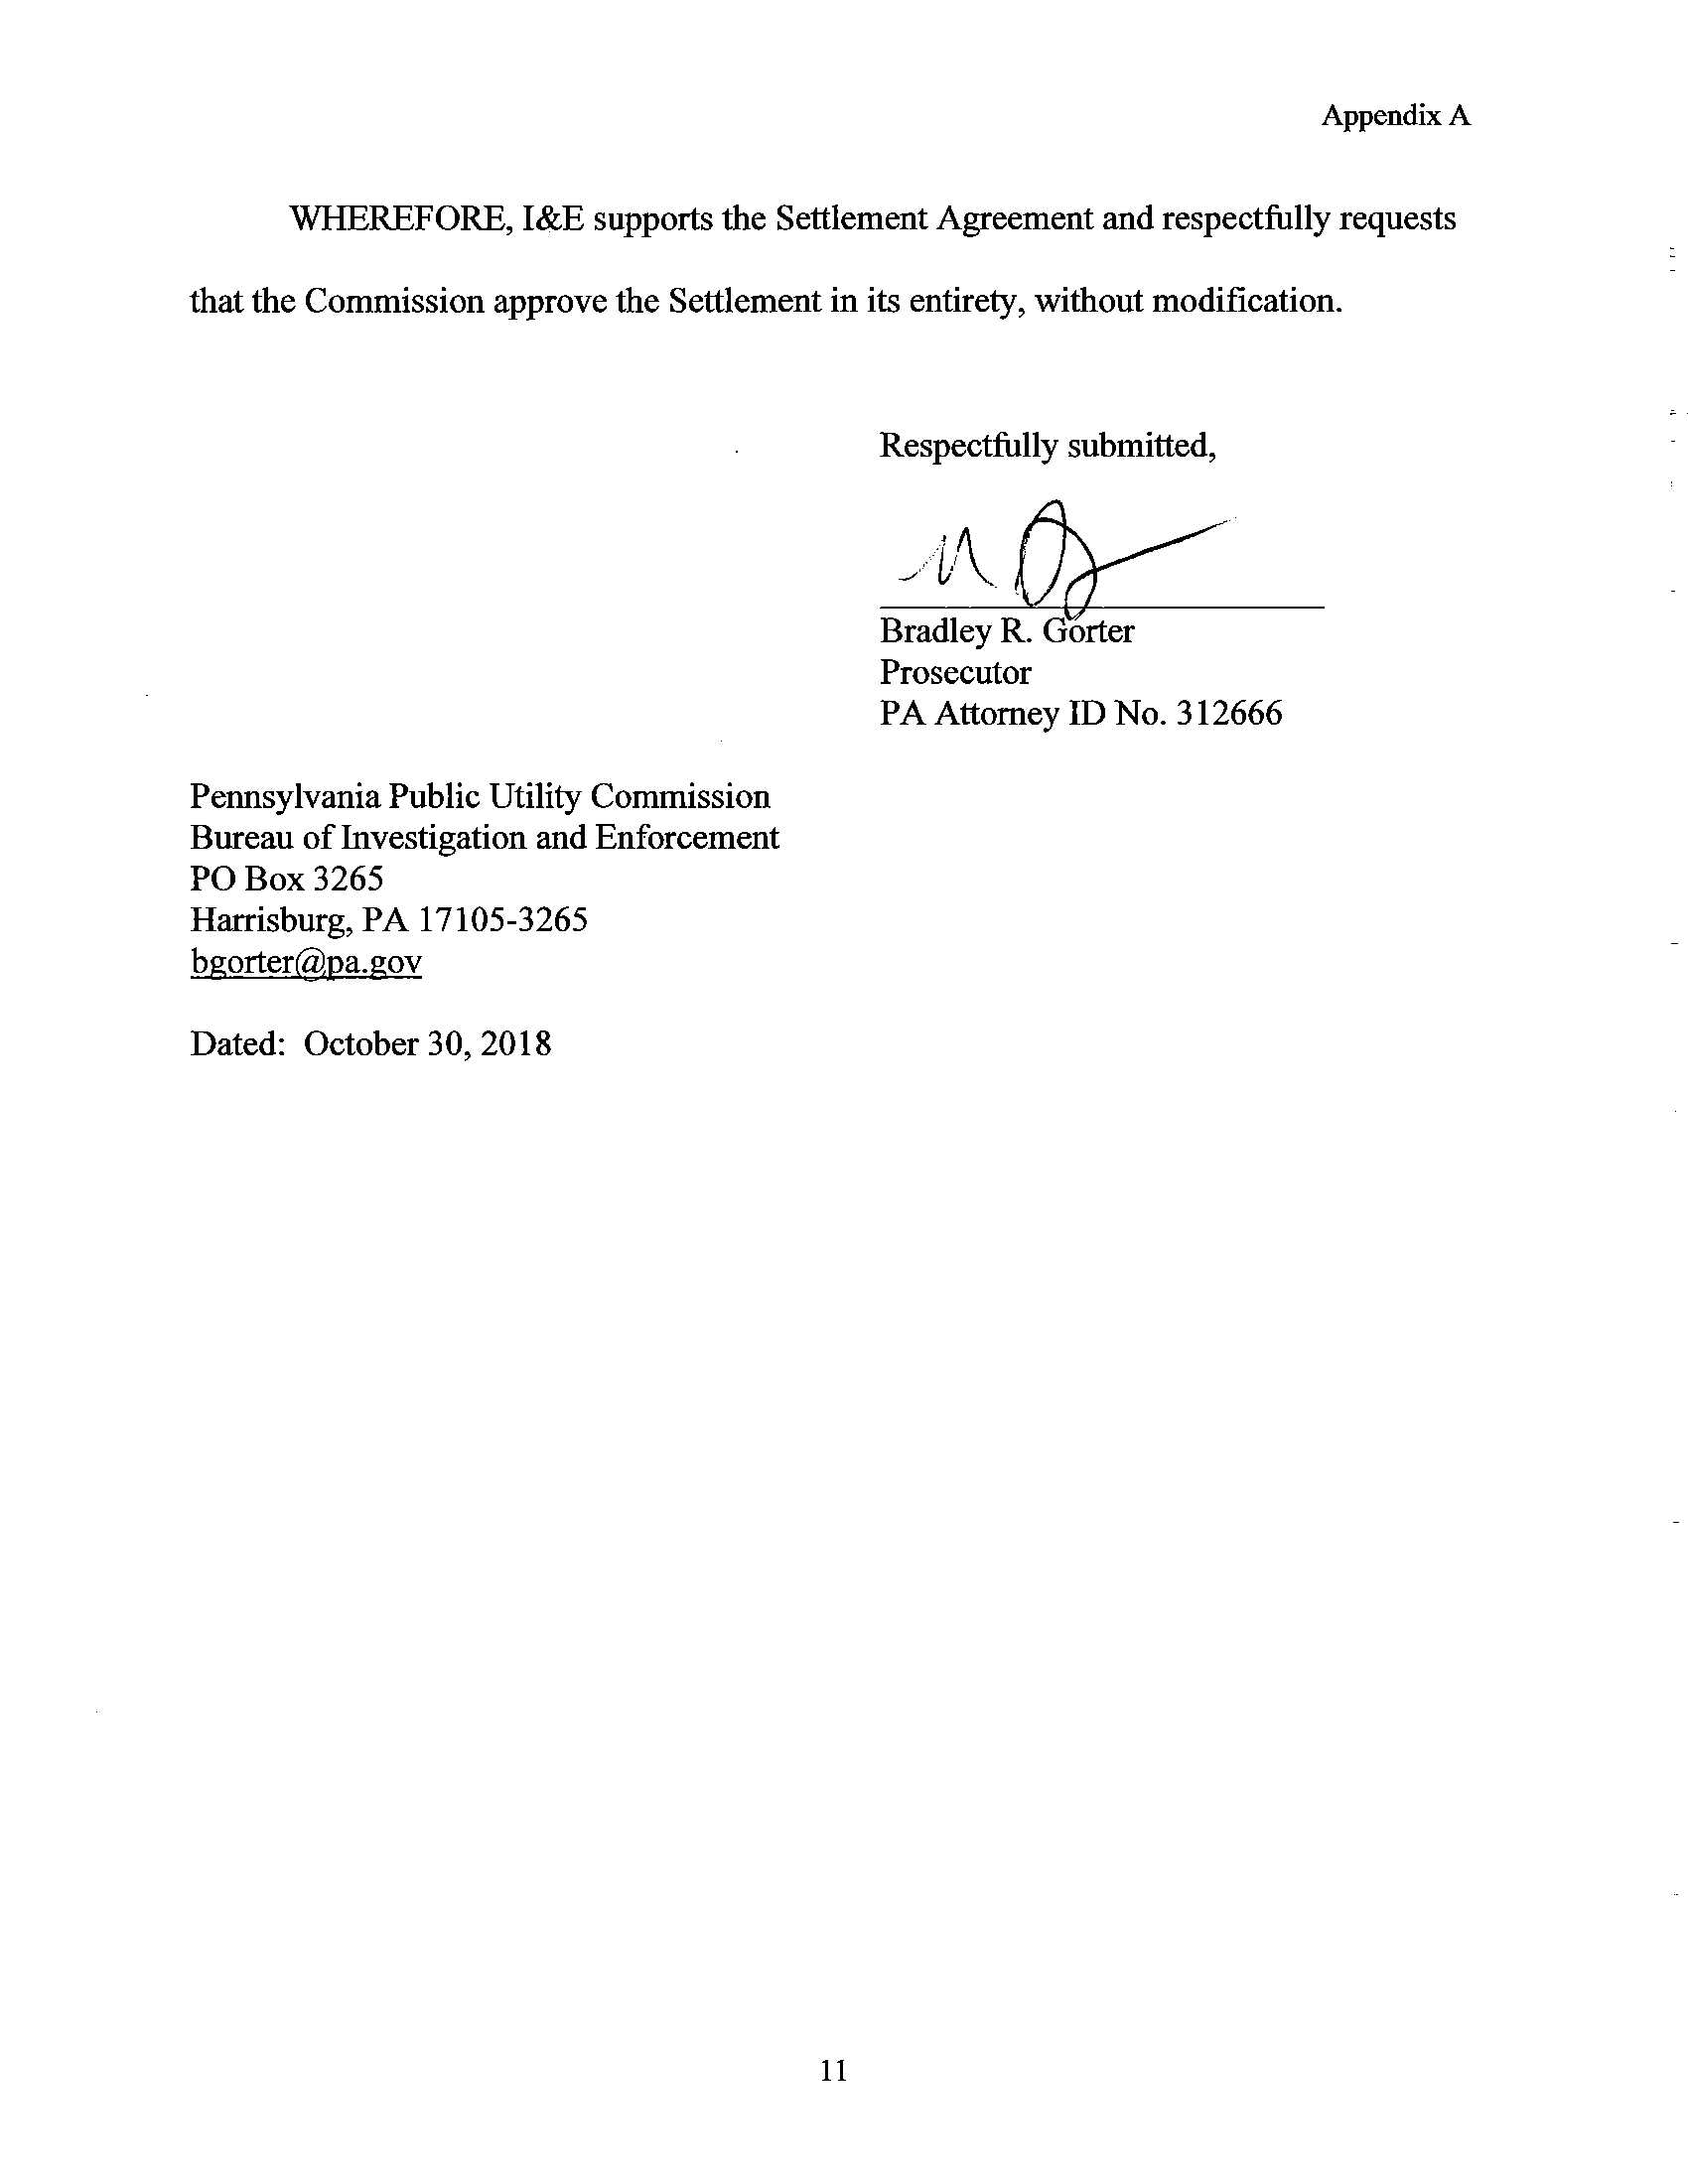 Appendix A
WHEREFORE, I&E supports the Settlement Agreement and respectfully requests
that the Commission approve the Settlement in its entirety, without modification.
Respectfully submitted,
Bradley R. Gorter
Prosecutor
PA Attorney ID No. 312666
Pennsylvania Public Utility Commission
Bureau of Investigation and Enforcement
PO Box 3265
Harrisburg, PA 17105-3265
bgorter@pa.gov
Dated: October 30, 2018
11